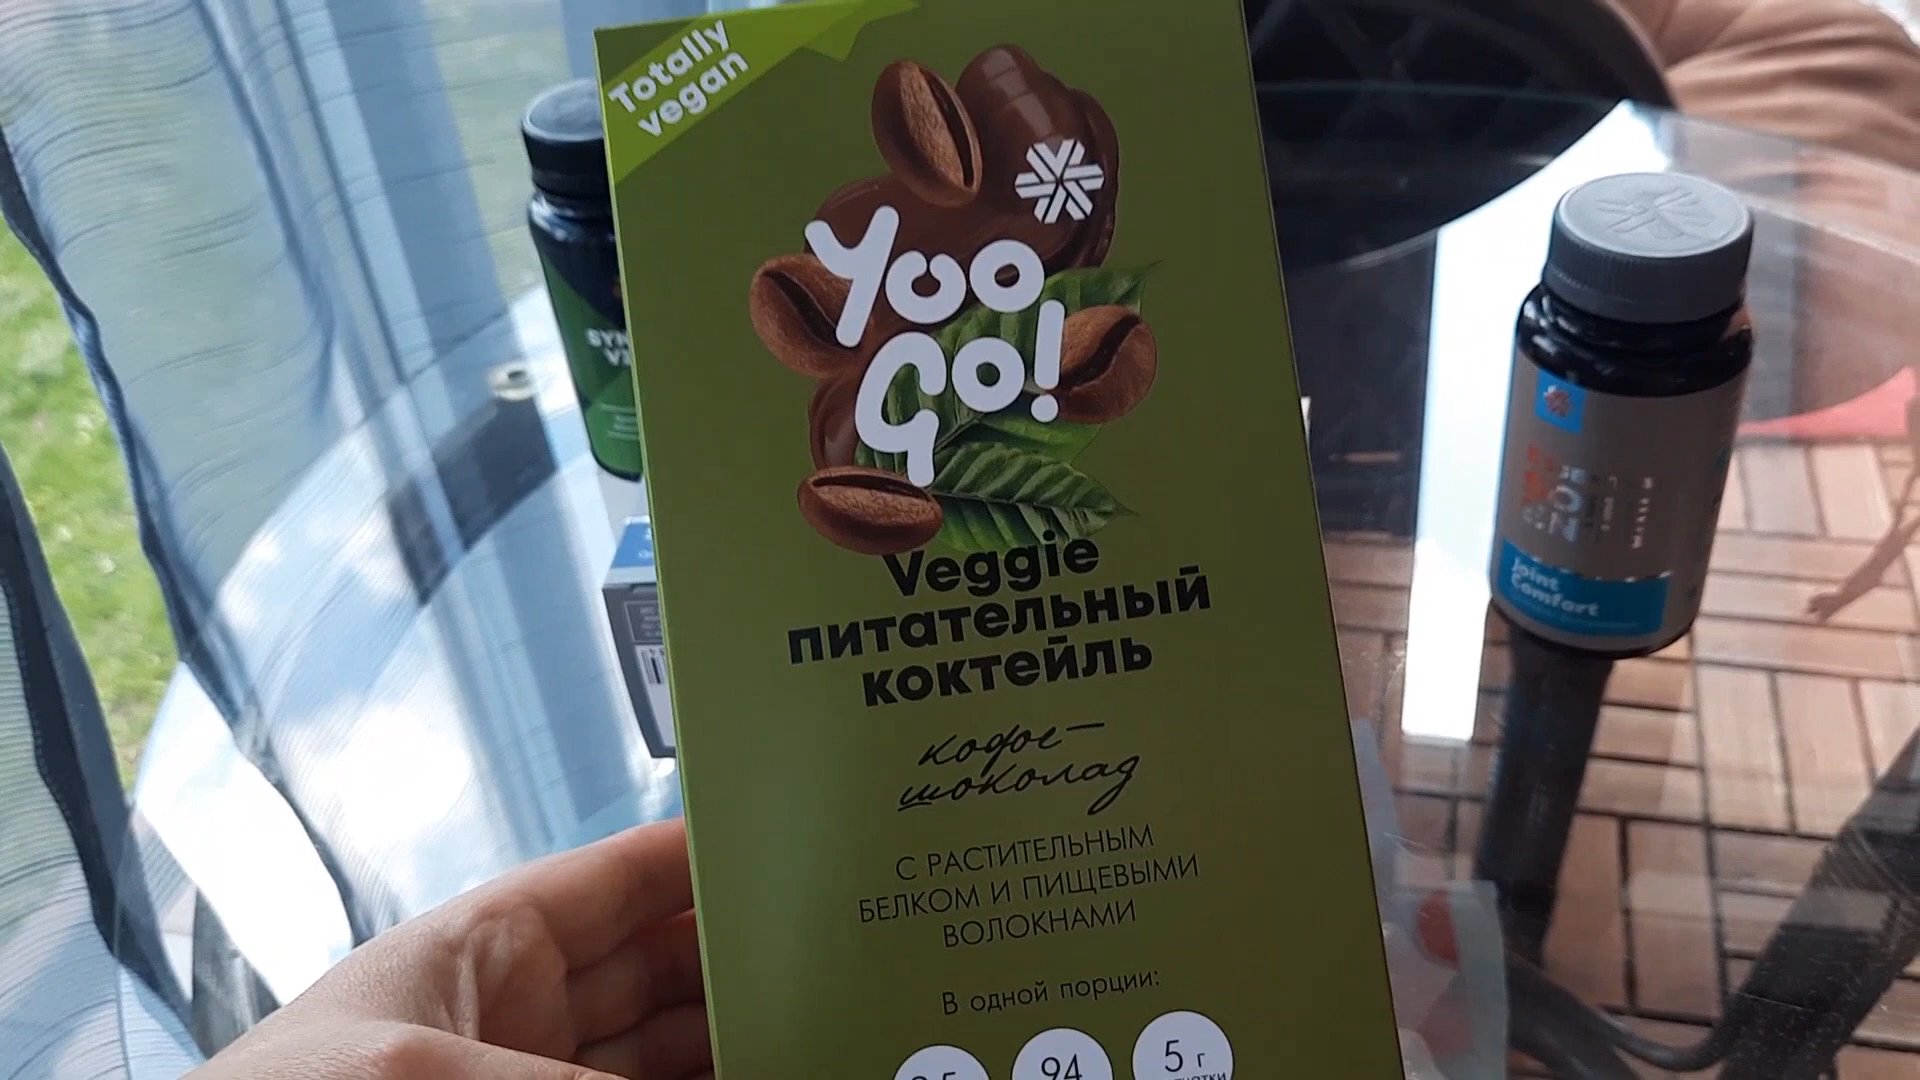 Totally
vegan
Yoo
Go!
Veggie
питательный
коктейль
кофе-
шоколад
С РАСТИТЕЛЬНЫМ
БЕЛКОМ И ПИЩЕВЫМИ
ВОЛОКНАМИ
В одной порции:
94
5 г
Joint
Comfort